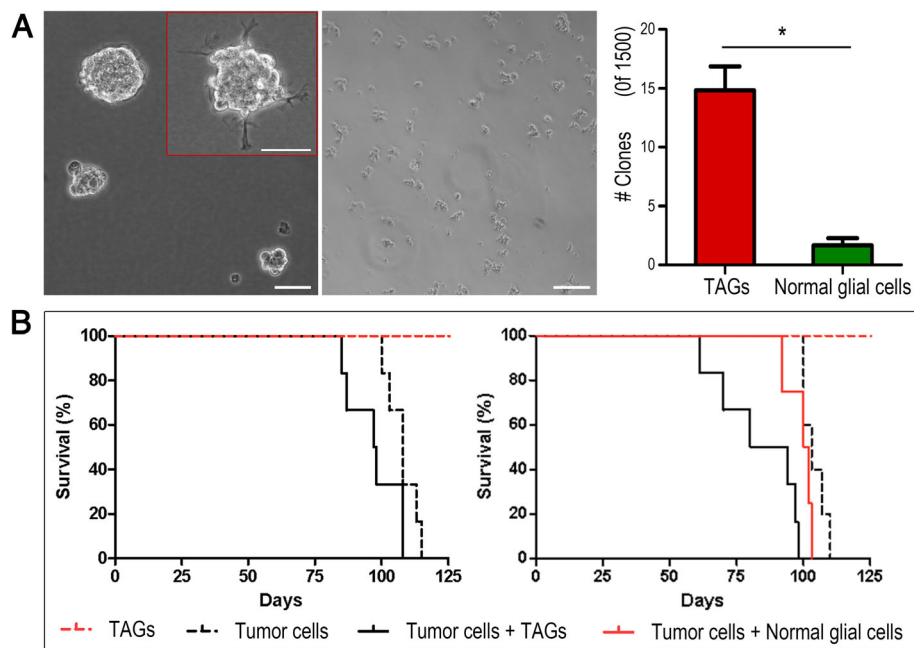 A
# Clones
(0f 1500)
*
20
15
10
5
0
TAGs
Normal glial cells
B
Survival (%)
100
80
60
40
20
0
0
25
50
75
100
125
Days
Survival (%)
100
80
60
40
20
0
0
25
50
75
100
125
Days
TAGs
Tumor cells
Tumor cells + TAGs
Tumor cells + Normal glial cells